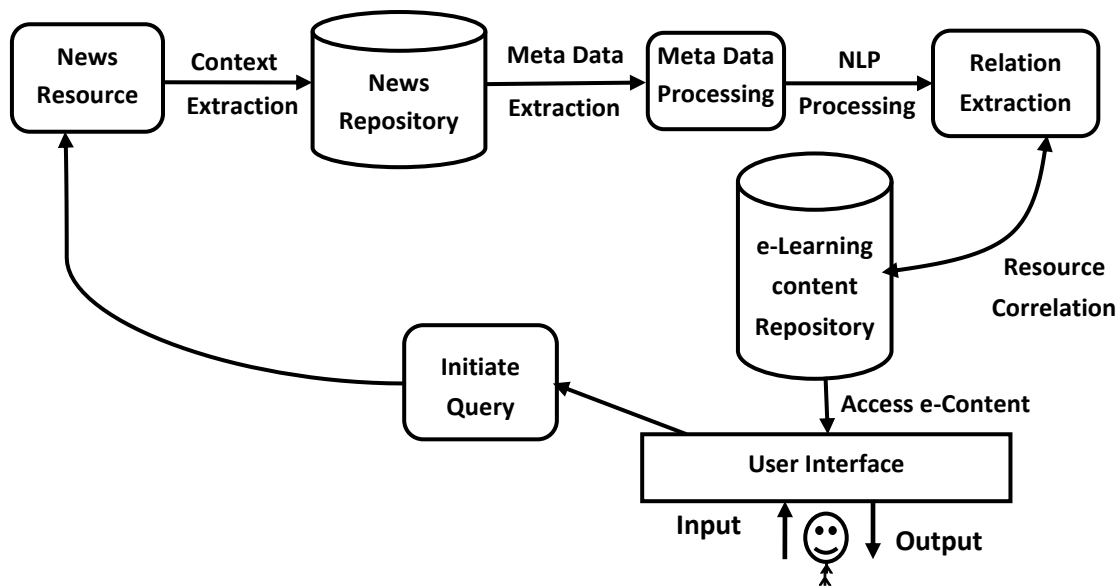 News
Resource
Context
Extraction
News
Repository
Meta Data
Extraction
Meta Data
Processing
NLP
Processing
Relation
Extraction
e-Learning
content
Repository
Resource
Correlation
Initiate
Query
Access e-Content
User Interface
Input
Output